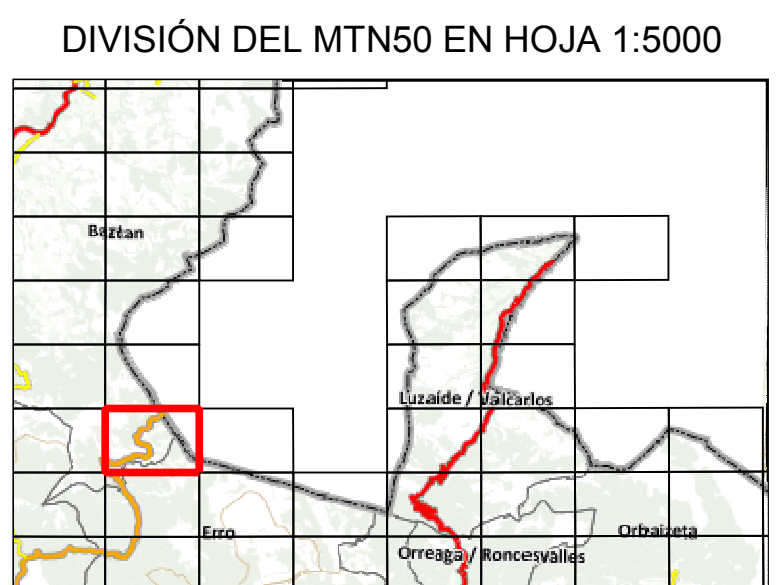 DIVISIÓN DEL MTN50 EN HOJA 1:5000
Baztan
Luzaide / Valcarlos
Erro
Orbaizeta
Orreaga / Roncesvalles